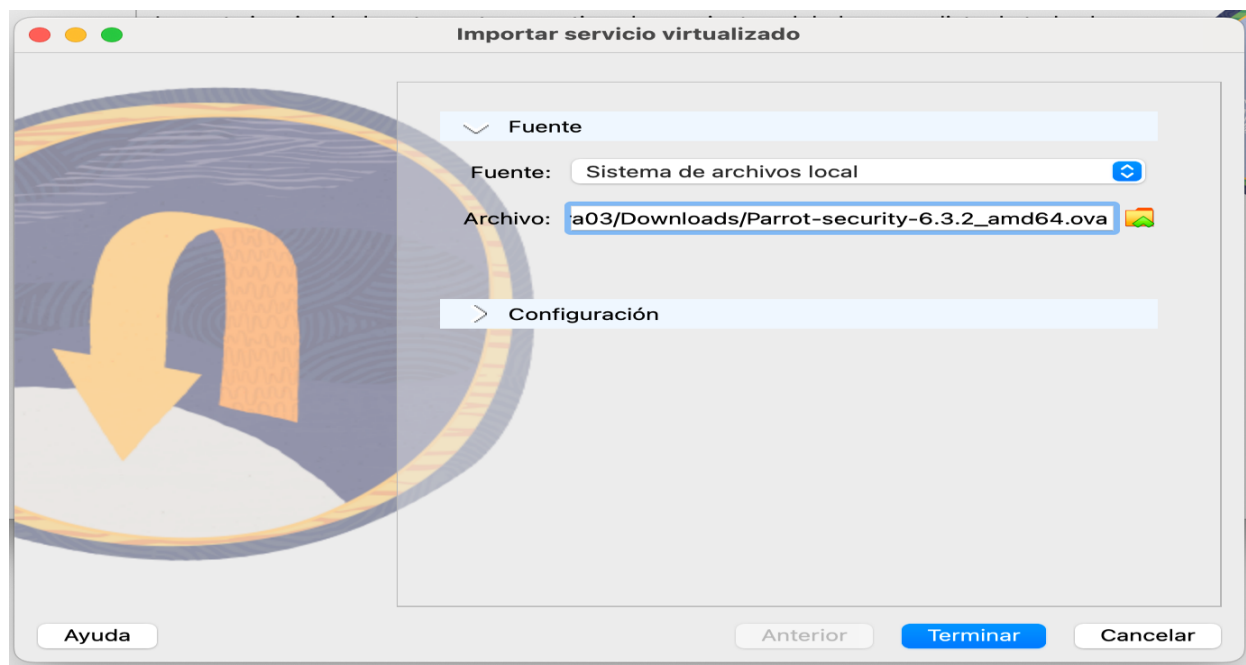 Importar servicio virtualizado
Fuente
Fuente: Sistema de archivos local
Archivo: a03/Downloads/Parrot-security-6.3.2_amd64.ova
Configuración
Ayuda Anterior Terminar Cancelar